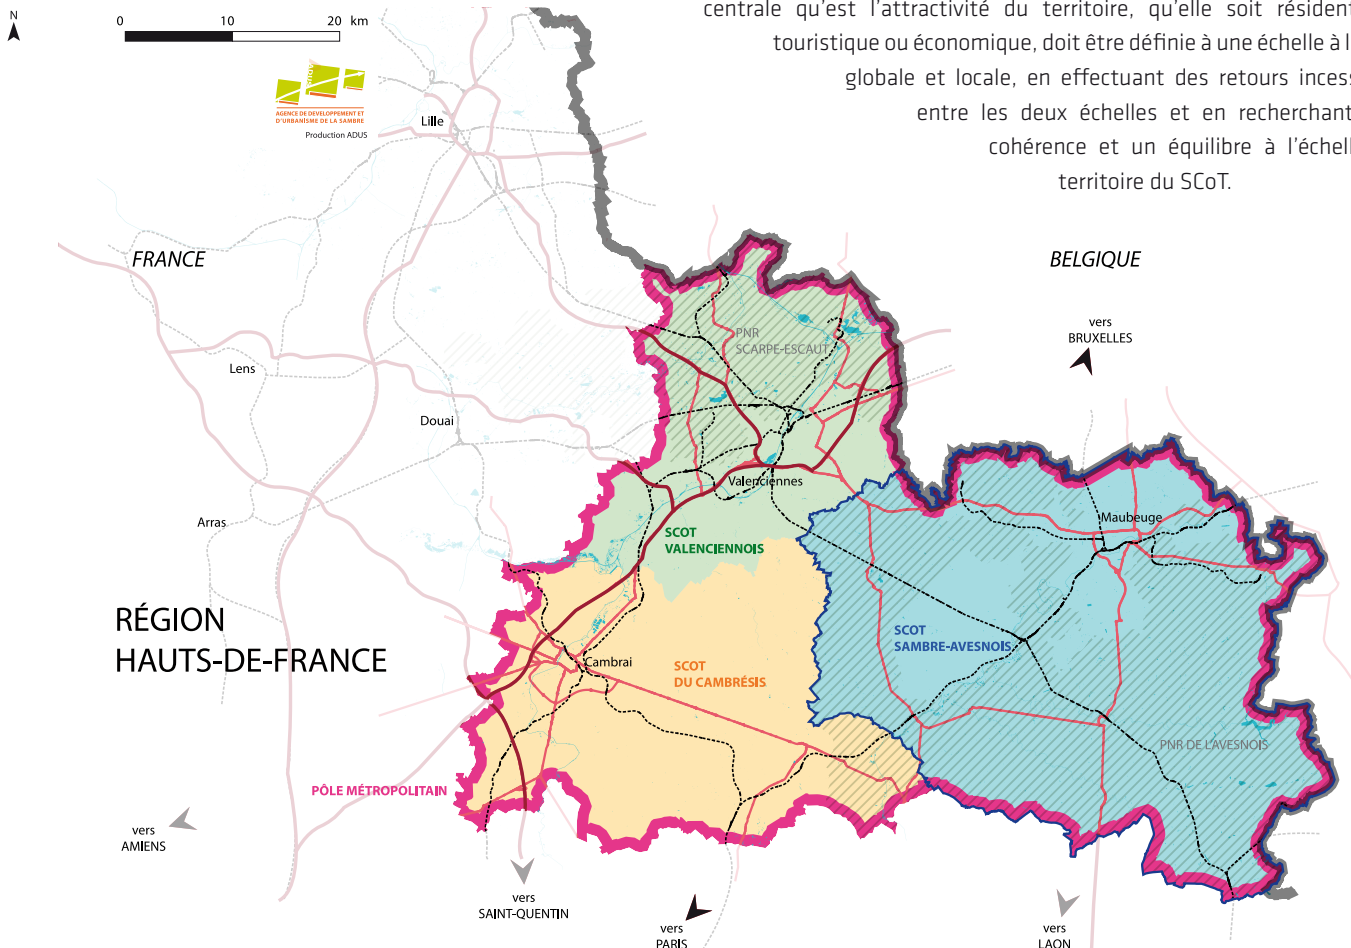 N
0 10 20 km
AGENCE DE DEVELOPPEMENT ET
D'URBANISME DE LA SAMBRE
Production ADUS
centrale qu'est l'attractivité du territoire, qu'elle soit résident
touristique ou économique, doit être définie à une échelle à l
globale et locale, en effectuant des retours incess
entre les deux échelles et en recherchant
cohérence et un équilibre à l'échell
territoire du SCoT.
Lille
FRANCE
BELGIQUE
vers
BRUXELLES
PNR
SCARPE-ESCAUT
Lens
Douai
Valenciennes
Arras
Maubeuge
SCOT
VALENCIENNOIS
RÉGION
HAUTS-DE-FRANCE
SCOT
SAMBRE-AVESNOIS
Cambrai
SCOT
DU CAMBRÉSIS
PNR DE L'AVESNOIS
PÔLE MÉTROPOLITAIN
vers
AMIENS
vers
SAINT-QUENTIN
vers
PARIS
vers
LAON